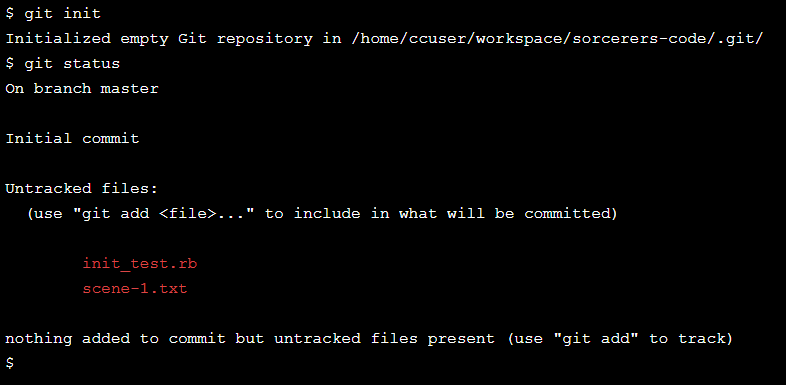 $ git init
Initialized empty Git repository in /home/ccuser/workspace/sorcerers-code/.git/
$ git status
On branch master
Initial commit
Untracked files:
(use "git add <file>..." to include in what will be committed)
init_test.rb
scene-1.txt
nothing added to commit but untracked files present (use "git add" to track)
$